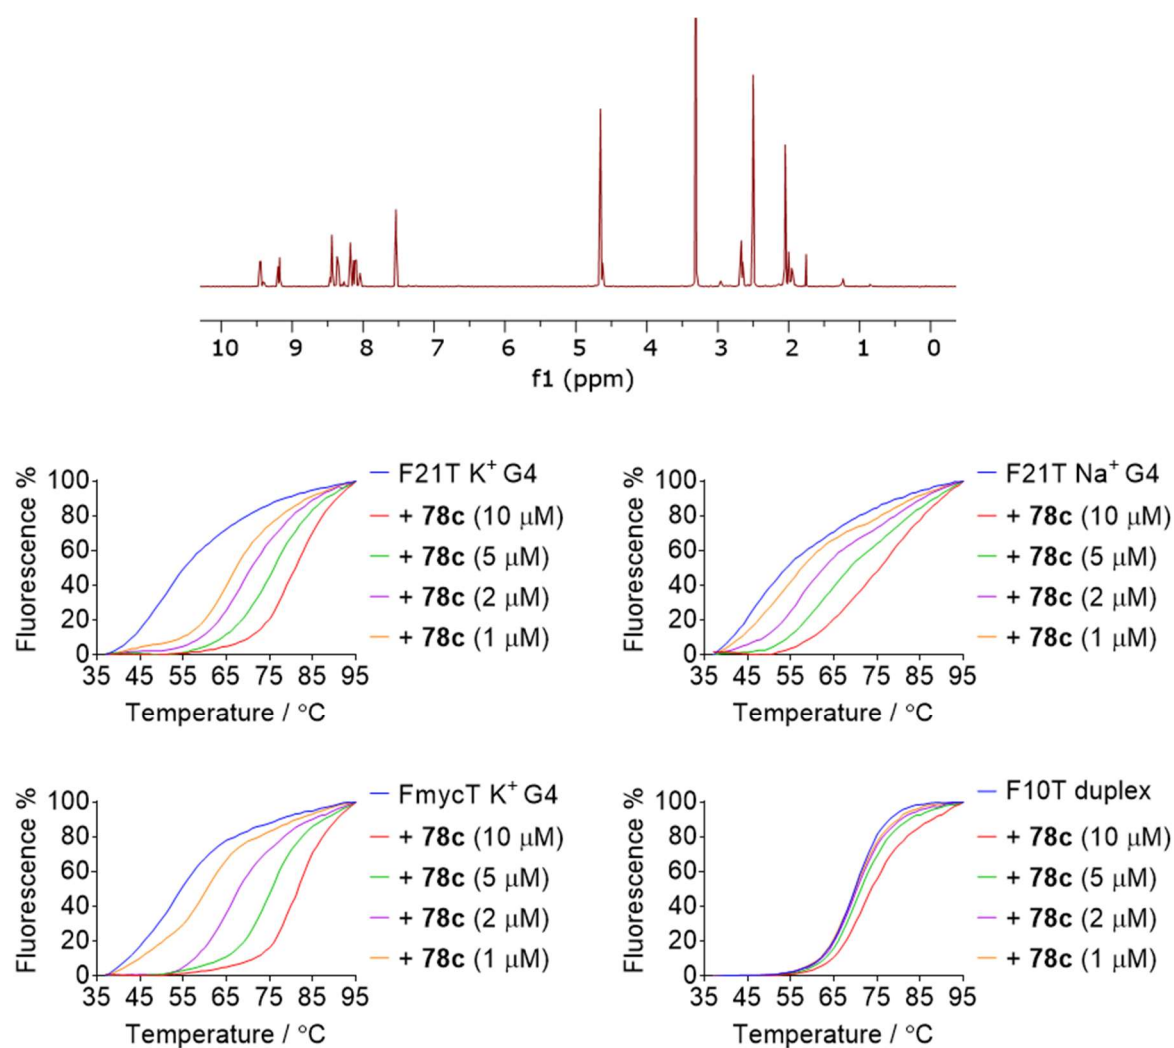 10 9 8 7 6 5 4 3 2 1 0
f1 (ppm)
Fluorescence %
100
80
60
40
20
0
35 45 55 65 75 85 95
Temperature / °C
F21T K⁺ G4
+ 78c (10 μM)
+ 78c (5 μM)
+ 78c (2 μM)
+ 78c (1 μM)
Fluorescence %
100
80
60
40
20
0
35 45 55 65 75 85 95
Temperature / °C
F21T Na⁺ G4
+ 78c (10 μM)
+ 78c (5 μM)
+ 78c (2 μM)
+ 78c (1 μM)
Fluorescence %
100
80
60
40
20
0
35 45 55 65 75 85 95
Temperature / °C
FmycT K⁺ G4
+ 78c (10 μM)
+ 78c (5 μM)
+ 78c (2 μM)
+ 78c (1 μM)
Fluorescence %
100
80
60
40
20
0
35 45 55 65 75 85 95
Temperature / °C
F10T duplex
+ 78c (10 μM)
+ 78c (5 μM)
+ 78c (2 μM)
+ 78c (1 μM)